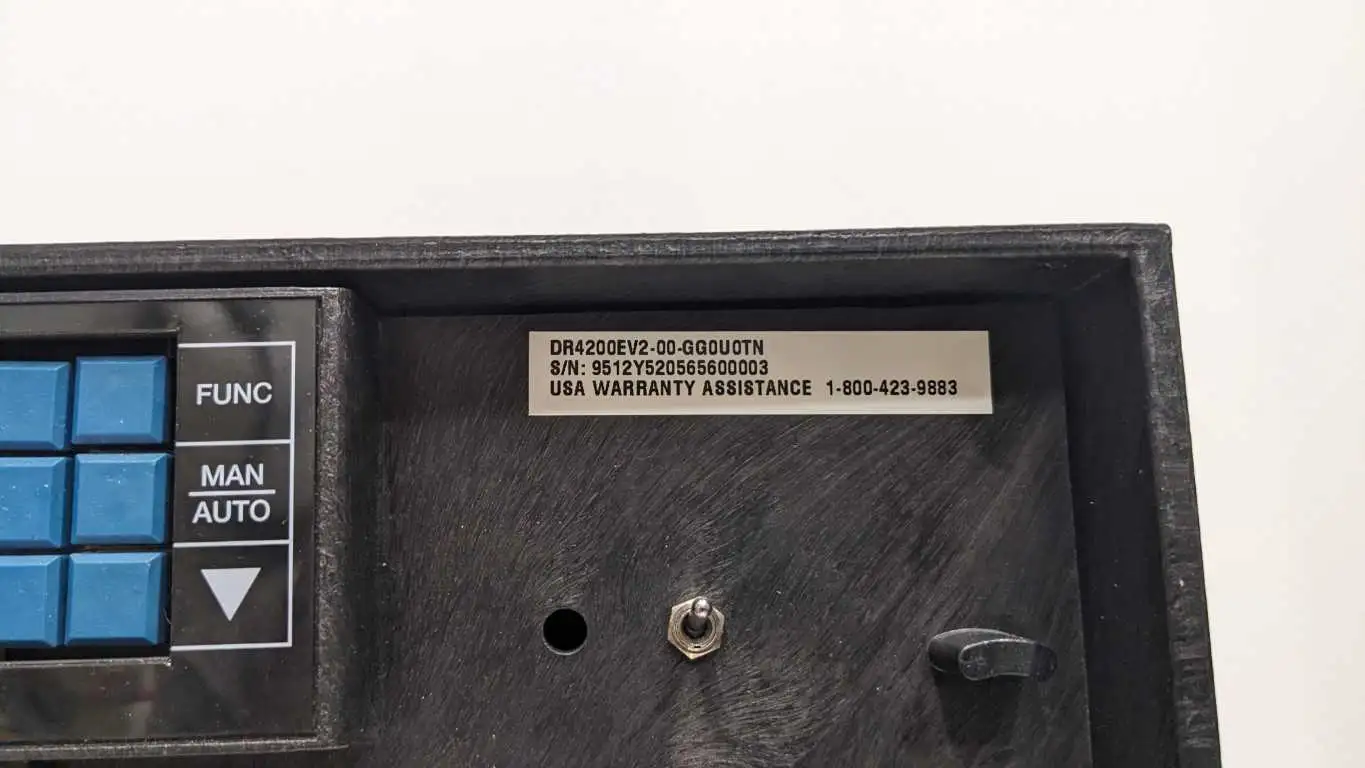 FUNC
MAN
AUTO
DR4200EV2-00-GG0U0TN
S/N: 9512Y520565600003
USA WARRANTY ASSISTANCE 1-800-423-9883